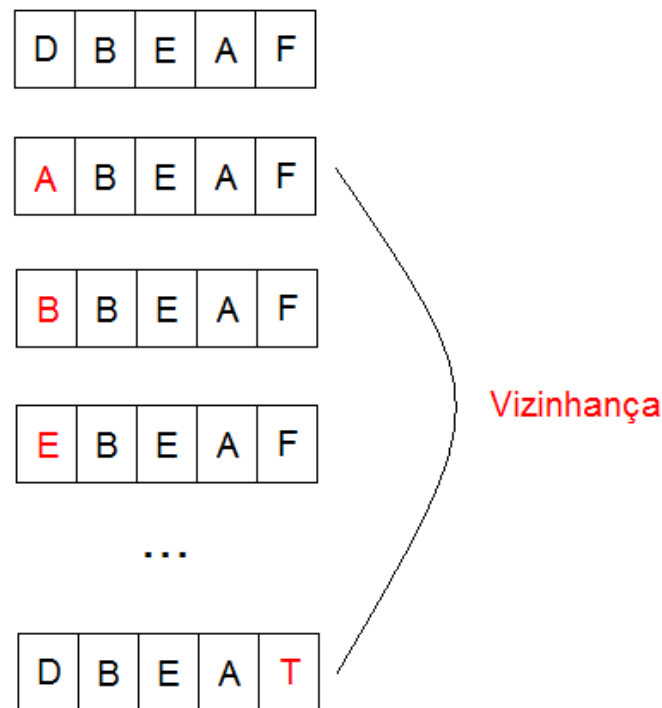 D B E A F
A B E A F
B B E A F
Vizinhança
E B E A F
...
D B E A T